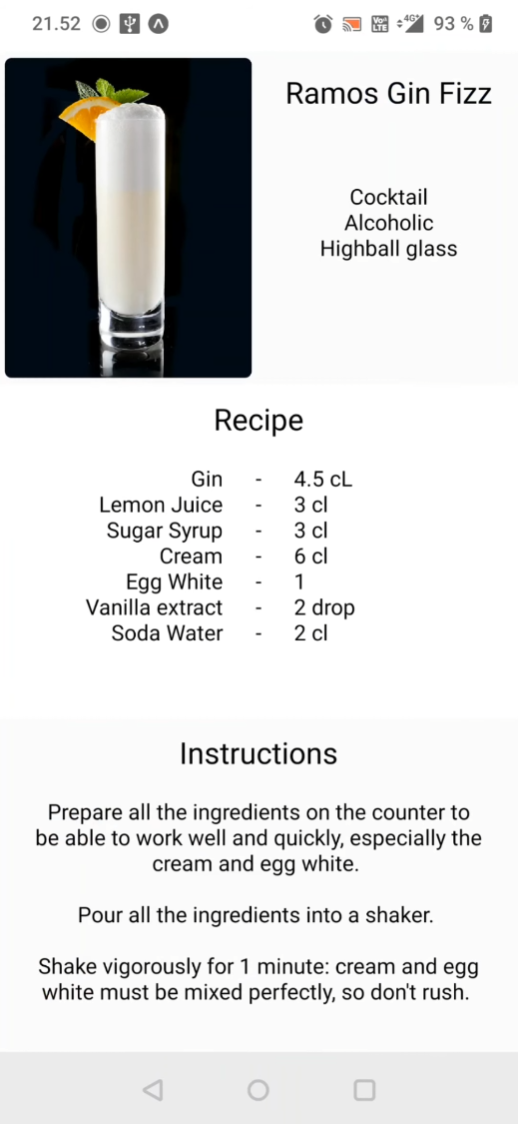 21.52 4G+ Vo) LTE 93 %
Ramos Gin Fizz
Cocktail
Alcoholic
Highball glass
Recipe
Gin - 4.5 cL
Lemon Juice - 3 cl
Sugar Syrup - 3 cl
Cream - 6 cl
Egg White - 1
Vanilla extract - 2 drop
Soda Water - 2 cl
Instructions
Prepare all the ingredients on the counter to
be able to work well and quickly, especially the
cream and egg white.
Pour all the ingredients into a shaker.
Shake vigorously for 1 minute: cream and egg
white must be mixed perfectly, so don't rush.